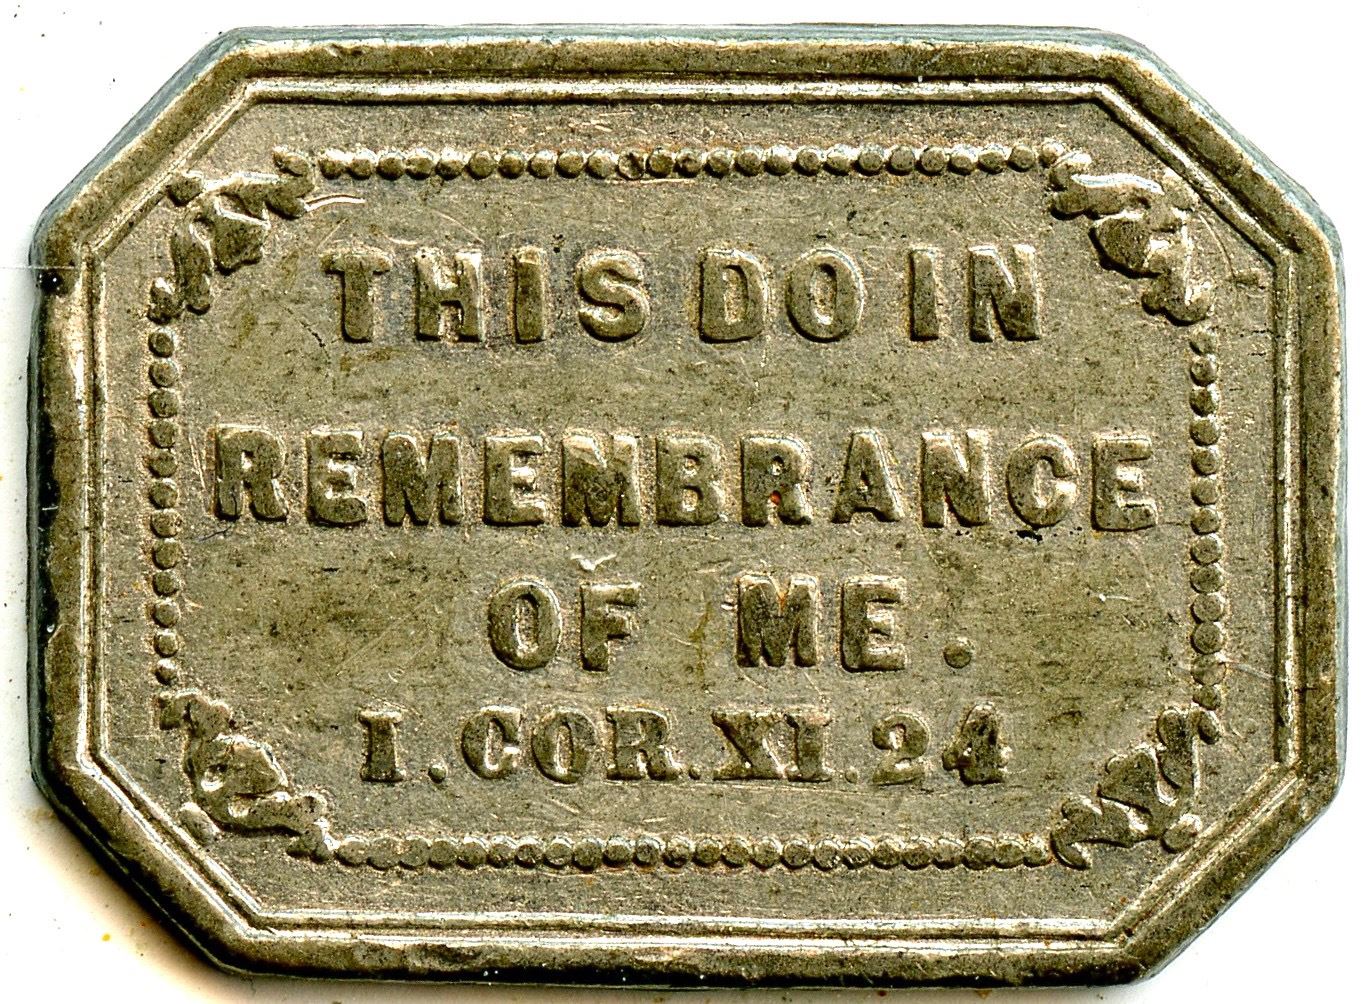 THIS DO IN
REMEMBRANCE
OF ME.
I.COR.XI.24